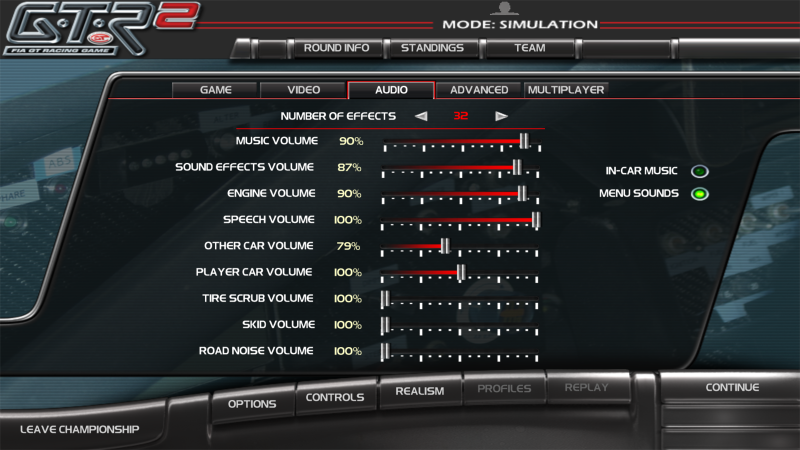 GTR2
FIA GT RACING GAME
MODE: SIMULATION
ROUND INFO STANDINGS TEAM
GAME VIDEO AUDIO ADVANCED MULTIPLAYER
NUMBER OF EFFECTS 32
MUSIC VOLUME 90%
SOUND EFFECTS VOLUME 87%
IN-CAR MUSIC
ENGINE VOLUME 90%
MENU SOUNDS
SPEECH VOLUME 100%
OTHER CAR VOLUME 79%
PLAYER CAR VOLUME 100%
TIRE SCRUB VOLUME 100%
SKID VOLUME 100%
ROAD NOISE VOLUME 100%
ABS
LEAVE CHAMPIONSHIP
OPTIONS CONTROLS REALISM PROFILES REPLAY
CONTINUE